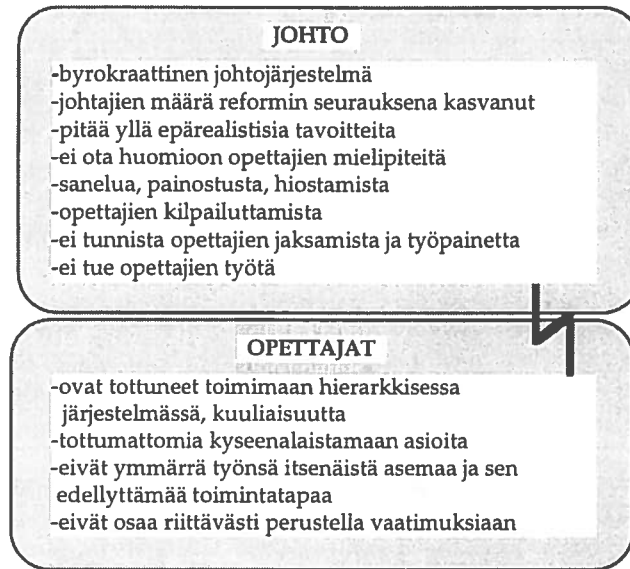 JOHTO
-byrokraattinen johtojärjestelmä
-johtajien määrä reformin seurauksena kasvanut
-pitää yllä epärealistisia tavoitteita
-ei ota huomioon opettajien mielipiteitä
-sanelua, painostusta, hiostamista
-opettajien kilpailuttamista
-ei tunnista opettajien jaksamista ja työpainetta
-ei tue opettajien työtä
OPETTAJAT
-ovat tottuneet toimimaan hierarkkisessa
järjestelmässä, kuuliaisuutta
-tottumattomia kyseenalaistamaan asioita
-eivät ymmärrä työnsä itsenäistä asemaa ja sen
edellyttämää toimintatapaa
-eivät osaa riittävästi perustella vaatimuksiaan